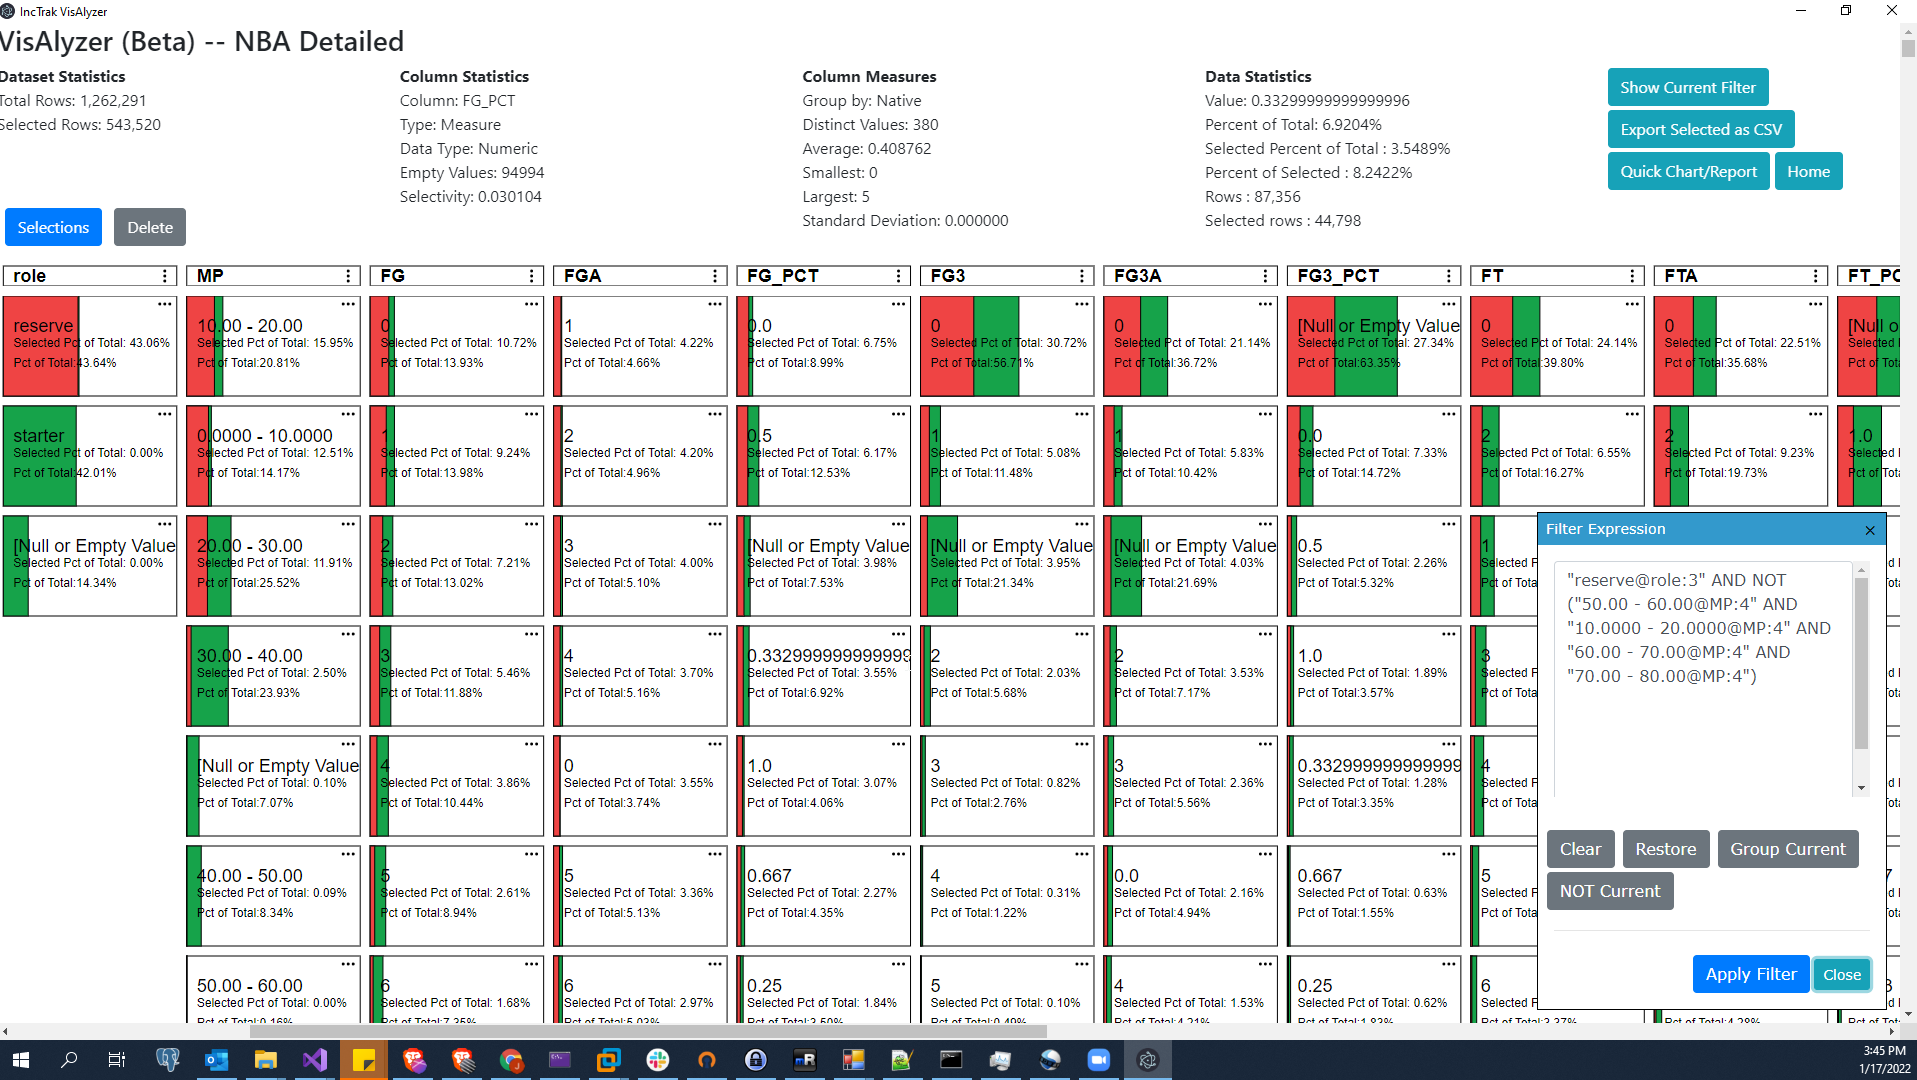 IncTrak VisAlyzer
VisAlyzer (Beta) -- NBA Detailed
Dataset Statistics
Total Rows: 1,262,291
Selected Rows: 543,520
Column Statistics
Column: FG_PCT
Type: Measure
Data Type: Numeric
Empty Values: 94994
Selectivity: 0.030104
Column Measures
Group by: Native
Distinct Values: 380
Average: 0.408762
Smallest: 0
Largest: 5
Standard Deviation: 0.000000
Data Statistics
Value: 0.33299999999999996
Percent of Total: 6.9204%
Selected Percent of Total : 3.5489%
Percent of Selected : 8.2422%
Rows : 87,356
Selected rows : 44,798
Show Current Filter
Export Selected as CSV
Quick Chart/Report Home
Selections Delete
role MP FG FGA FG_PCT FG3 FG3A FG3_PCT FT FTA FT_PC
reserve 10.00 - 20.00 0 1 0.0 0 0 [Null or Empty Value 0 0 [Null o
Selected Pct of Total: 43.06% Selected Pct of Total: 15.95% Selected Pct of Total: 10.72% Selected Pct of Total: 4.22% Selected Pct of Total: 6.75% Selected Pct of Total: 30.72% Selected Pct of Total: 21.14% Selected Pct of Total: 27.34% Selected Pct of Total: 24.14% Selected Pct of Total: 22.51% Selected
Pct of Total:43.64% Pct of Total:20.81% Pct of Total:13.93% Pct of Total:4.66% Pct of Total:8.99% Pct of Total:56.71% Pct of Total:36.72% Pct of Total:63.35% Pct of Total:39.80% Pct of Total:35.68% Pct of Tota
starter 0.0000 - 10.0000 1 2 0.5 1 1 0.0 2 2 1.0
Selected Pct of Total: 0.00% Selected Pct of Total: 12.51% Selected Pct of Total: 9.24% Selected Pct of Total: 4.20% Selected Pct of Total: 6.17% Selected Pct of Total: 5.08% Selected Pct of Total: 5.83% Selected Pct of Total: 7.33% Selected Pct of Total: 6.55% Selected Pct of Total: 9.23% Selected
Pct of Total:42.01% Pct of Total:14.17% Pct of Total:13.98% Pct of Total:4.96% Pct of Total:12.53% Pct of Total:11.48% Pct of Total:10.42% Pct of Total:14.72% Pct of Total:16.27% Pct of Total:19.73% Pct of Tota
[Null or Empty Value 20.00 - 30.00 2 3 [Null or Empty Value [Null or Empty Value [Null or Empty Value 0.5 1
Selected Pct of Total: 0.00% Selected Pct of Total: 11.91% Selected Pct of Total: 7.21% Selected Pct of Total: 4.00% Selected Pct of Total: 3.98% Selected Pct of Total: 3.95% Selected Pct of Total: 4.03% Selected Pct of Total: 2.26% Selected P
Pct of Total:14.34% Pct of Total:25.52% Pct of Total:13.02% Pct of Total:5.10% Pct of Total:7.53% Pct of Total:21.34% Pct of Total:21.69% Pct of Total:5.32% Pct of Tota
30.00 - 40.00 3 4 0.332999999999999 2 2 1.0 3
Selected Pct of Total: 2.50% Selected Pct of Total: 5.46% Selected Pct of Total: 3.70% Selected Pct of Total: 3.55% Selected Pct of Total: 2.03% Selected Pct of Total: 3.53% Selected Pct of Total: 1.89% Selected P
Pct of Total:23.93% Pct of Total:11.88% Pct of Total:5.16% Pct of Total:6.92% Pct of Total:5.68% Pct of Total:7.17% Pct of Total:3.57% Pct of Tota
[Null or Empty Value 4 0 1.0 3 3 0.332999999999999 4
Selected Pct of Total: 0.10% Selected Pct of Total: 3.86% Selected Pct of Total: 3.55% Selected Pct of Total: 3.07% Selected Pct of Total: 0.82% Selected Pct of Total: 2.36% Selected Pct of Total: 1.28% Selected P
Pct of Total:7.07% Pct of Total:10.44% Pct of Total:3.74% Pct of Total:4.06% Pct of Total:2.76% Pct of Total:5.56% Pct of Total:3.35% Pct of Tota
40.00 - 50.00 5 5 0.667 4 0.0 0.667 5
Selected Pct of Total: 0.09% Selected Pct of Total: 2.61% Selected Pct of Total: 3.36% Selected Pct of Total: 2.27% Selected Pct of Total: 0.31% Selected Pct of Total: 2.16% Selected Pct of Total: 0.63% Selected P
Pct of Total:8.34% Pct of Total:8.94% Pct of Total:5.13% Pct of Total:4.35% Pct of Total:1.22% Pct of Total:4.94% Pct of Total:1.55% Pct of Tota
50.00 - 60.00 6 6 0.25 5 4 0.25 6
Selected Pct of Total: 0.00% Selected Pct of Total: 1.68% Selected Pct of Total: 2.97% Selected Pct of Total: 1.84% Selected Pct of Total: 0.10% Selected Pct of Total: 1.53% Selected Pct of Total: 0.62% Selected P
Filter Expression
"reserve@role:3" AND NOT
("50.00 - 60.00@MP:4" AND
"10.0000 - 20.0000@MP:4" AND
"60.00 - 70.00@MP:4" AND
"70.00 - 80.00@MP:4")
Clear Restore Group Current
NOT Current
Apply Filter Close
3:45 PM
1/17/2022